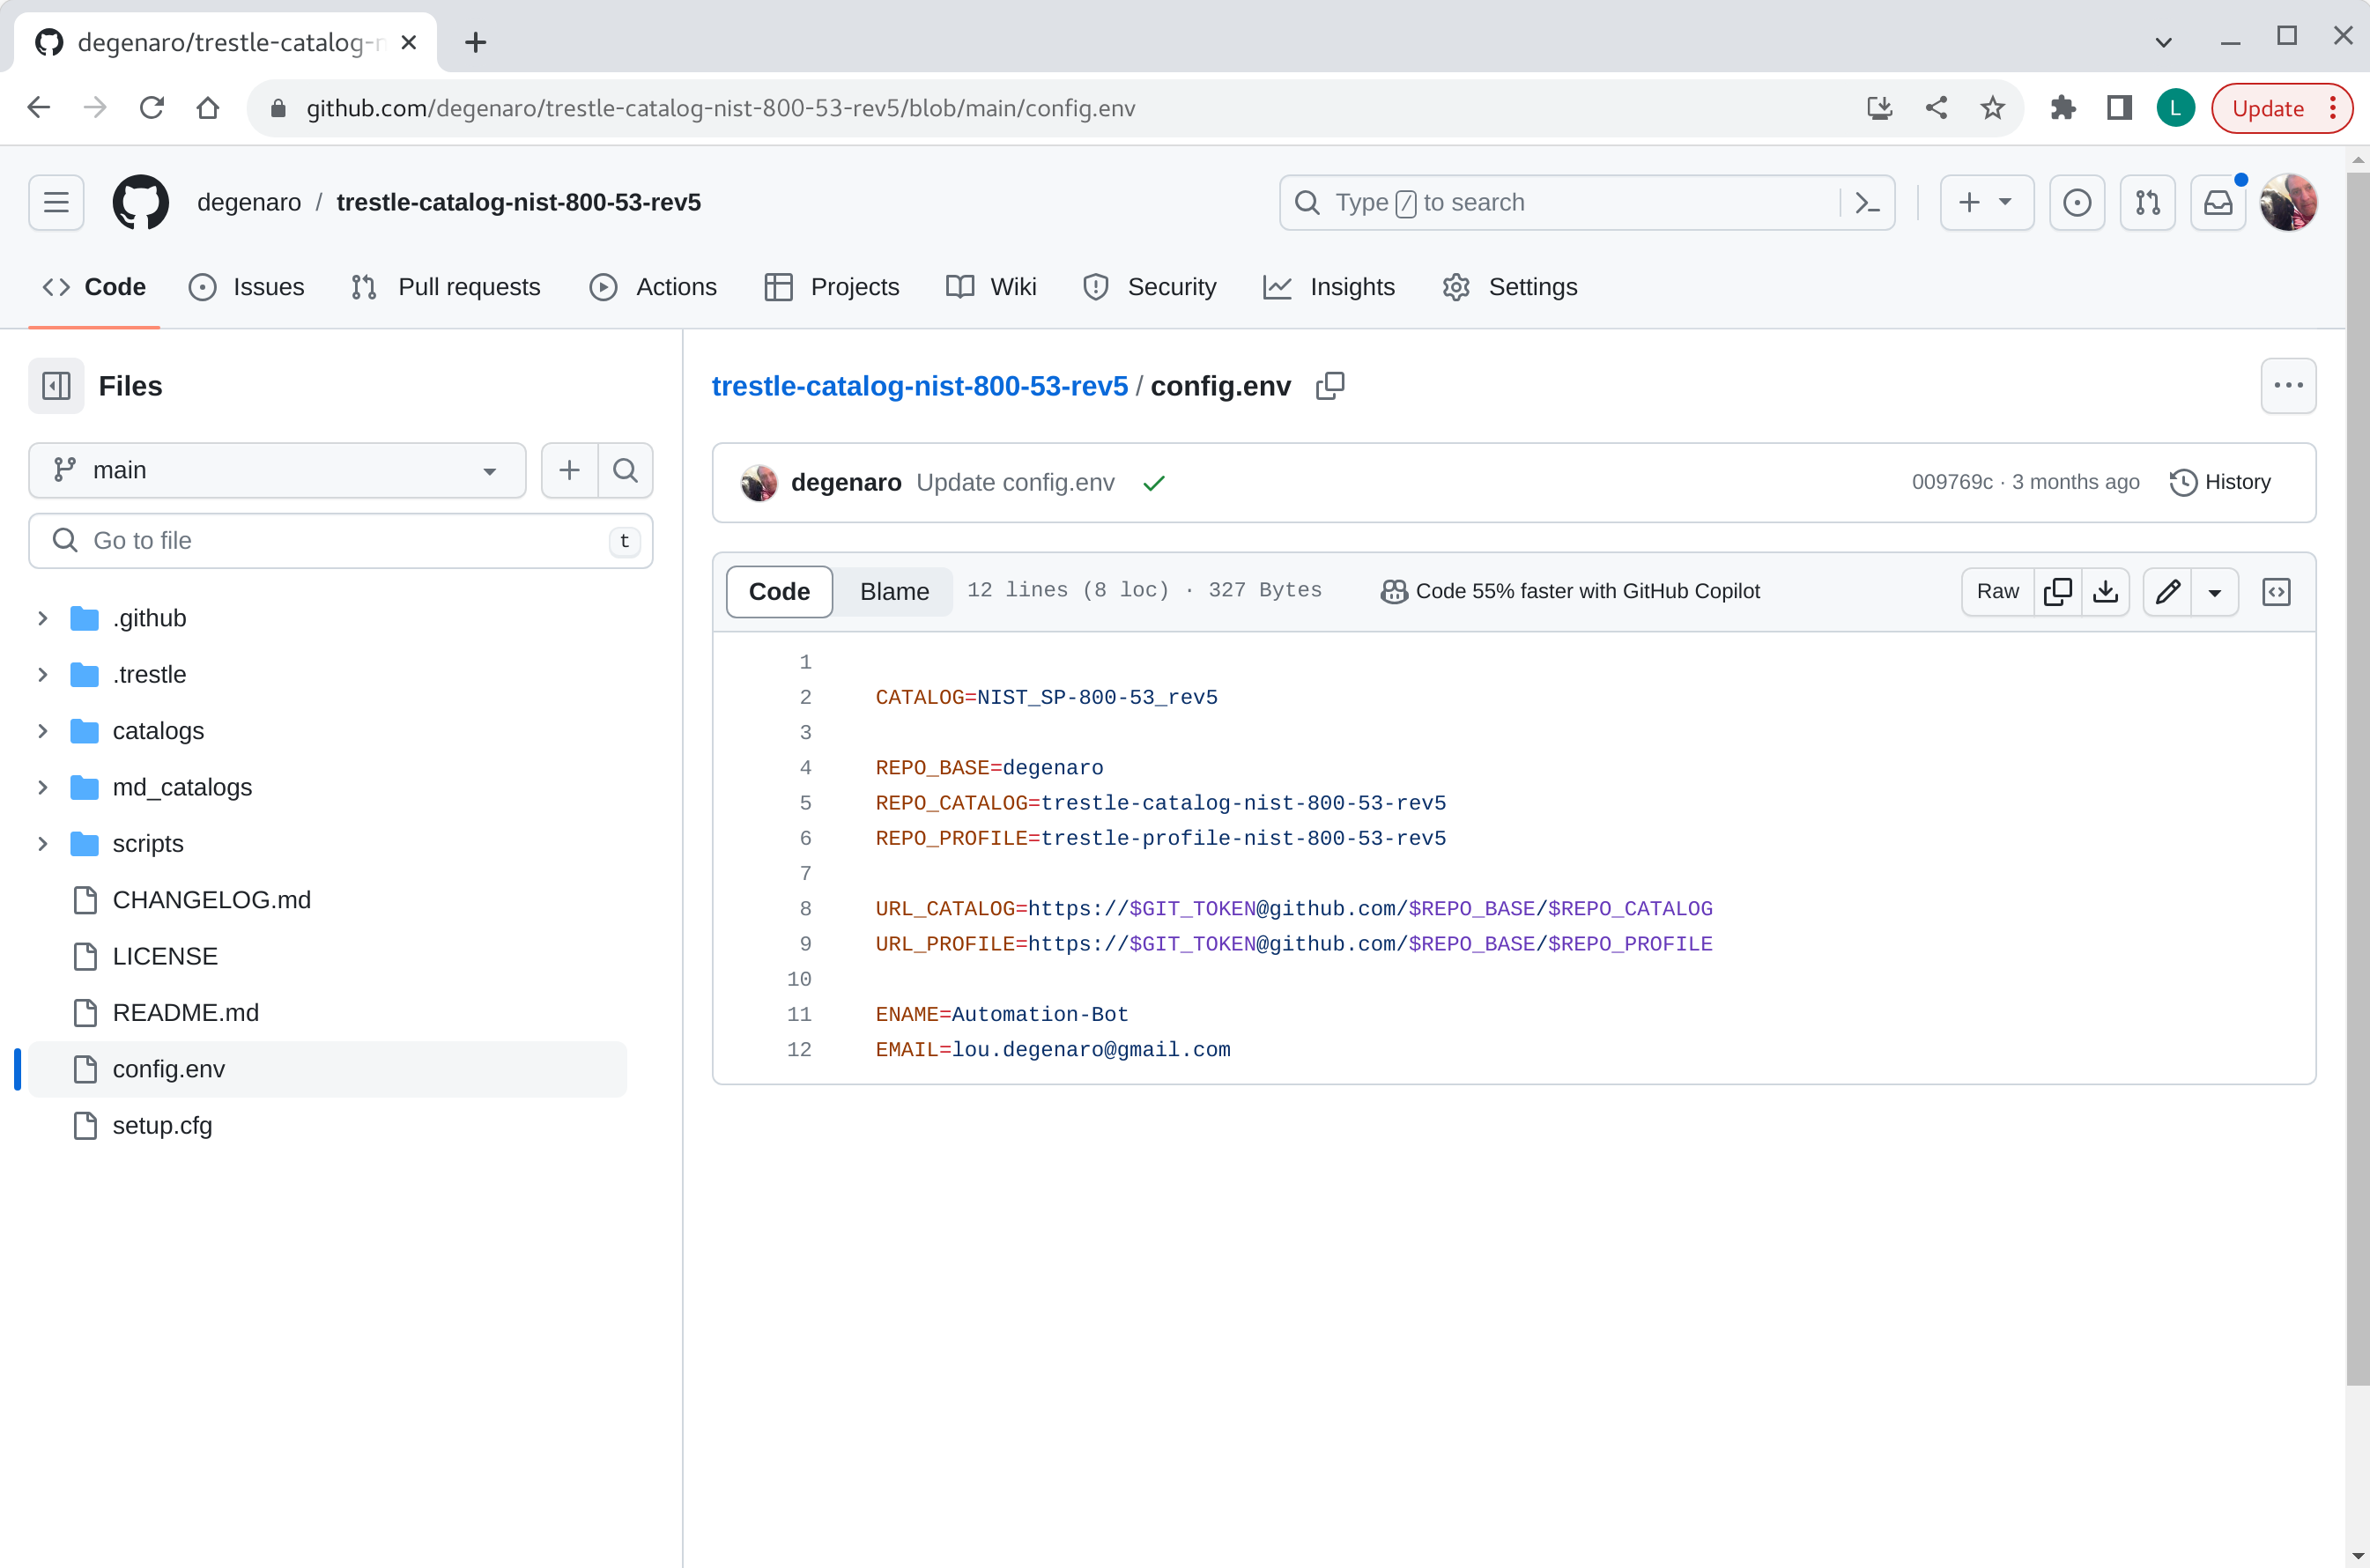 degenaro/trestle-catalog-n
github.com/degenaro/trestle-catalog-nist-800-53-rev5/blob/main/config.env
L
Update
degenaro / trestle-catalog-nist-800-53-rev5
Type / to search
Code
Issues
Pull requests
Actions
Projects
Wiki
Security
Insights
Settings
Files
main
Go to file
t
.github
.trestle
catalogs
md_catalogs
scripts
CHANGELOG.md
LICENSE
README.md
config.env
setup.cfg
trestle-catalog-nist-800-53-rev5 / config.env
degenaro Update config.env
009769c · 3 months ago
History
Code
Blame
12 lines (8 loc) · 327 Bytes
Code 55% faster with GitHub Copilot
Raw
1
2 CATALOG=NIST_SP-800-53_rev5
3
4 REPO_BASE=degenaro
5 REPO_CATALOG=trestle-catalog-nist-800-53-rev5
6 REPO_PROFILE=trestle-profile-nist-800-53-rev5
7
8 URL_CATALOG=https://$GIT_TOKEN@github.com/$REPO_BASE/$REPO_CATALOG
9 URL_PROFILE=https://$GIT_TOKEN@github.com/$REPO_BASE/$REPO_PROFILE
10
11 ENAME=Automation-Bot
12 EMAIL=lou.degenaro@gmail.com